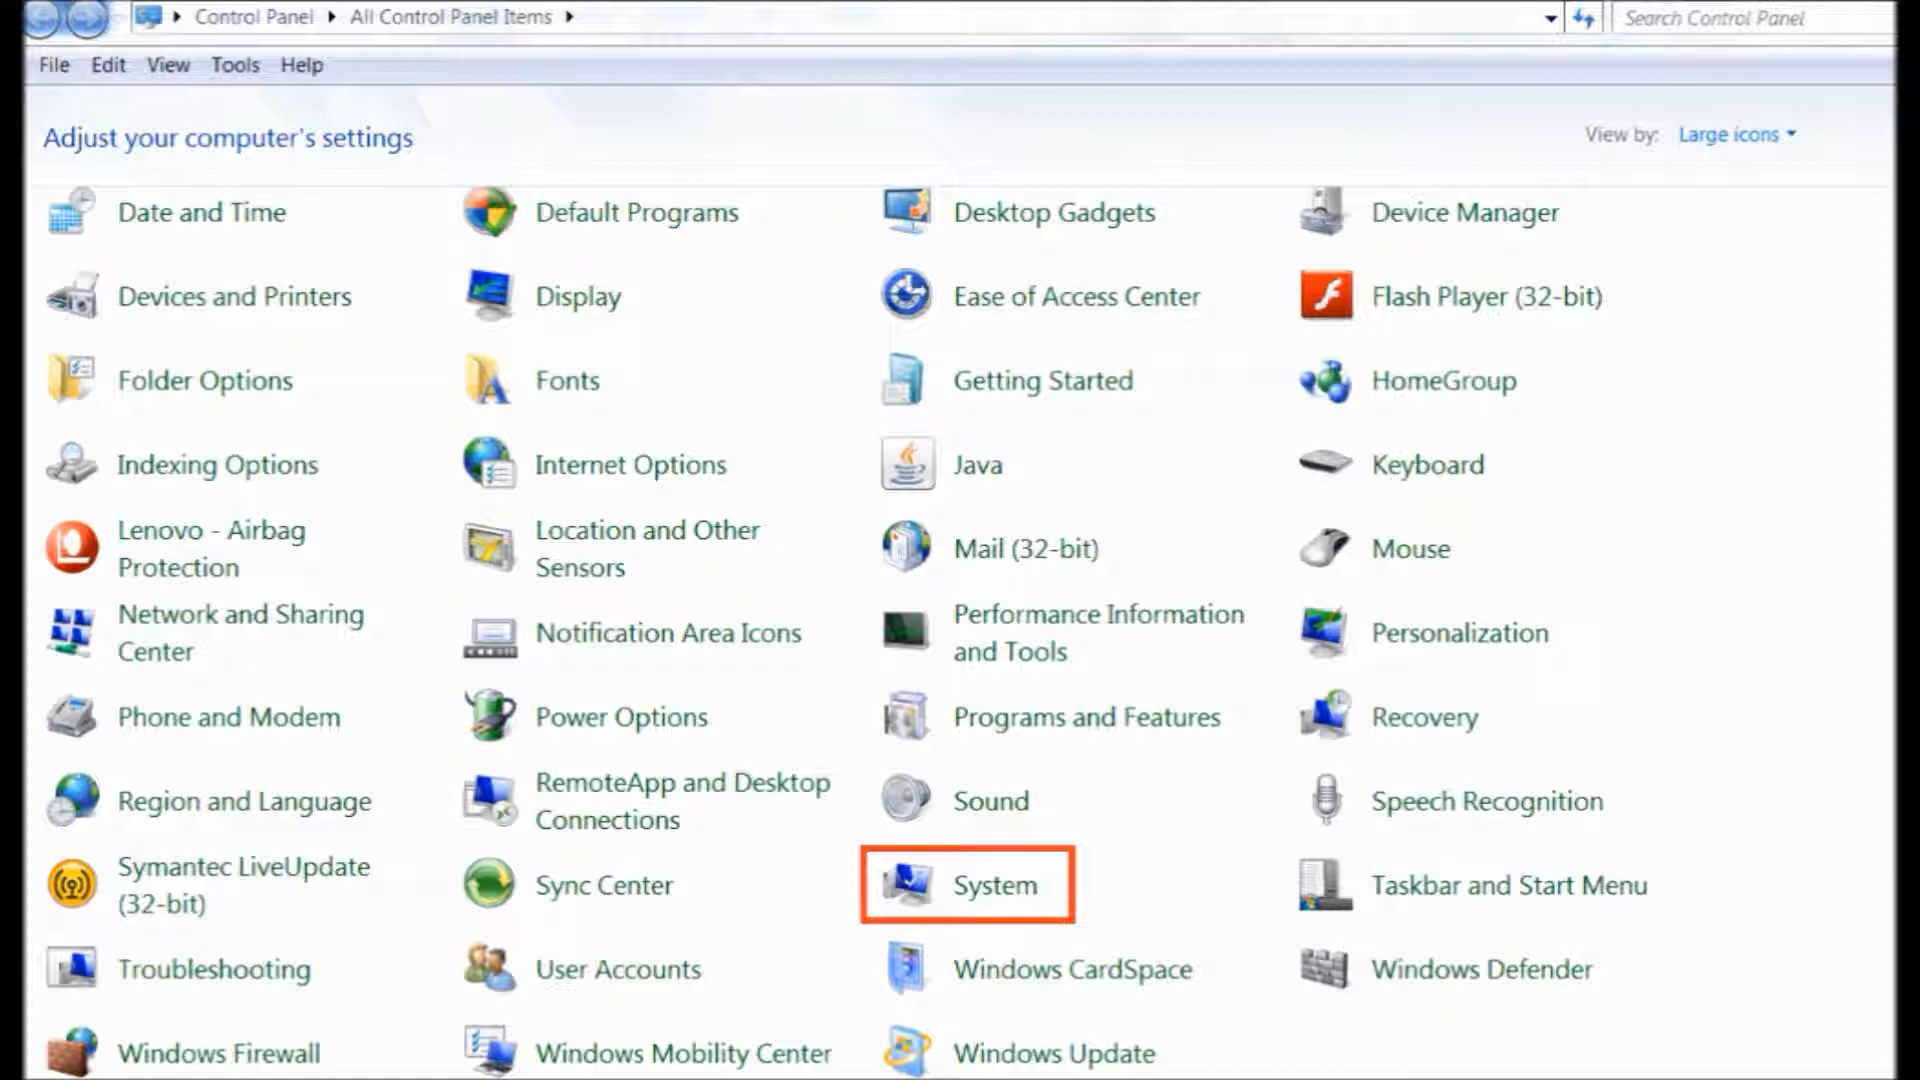 Control Panel All Control Panel Items
Search Control Panel
File Edit View Tools Help
Adjust your computer's settings
View by: Large icons
Date and Time
Default Programs
Desktop Gadgets
Device Manager
Devices and Printers
Display
Ease of Access Center
Flash Player (32-bit)
Folder Options
Fonts
Getting Started
HomeGroup
Indexing Options
Internet Options
Java
Keyboard
Lenovo - Airbag
Protection
Location and Other
Sensors
Mail (32-bit)
Mouse
Network and Sharing
Center
Notification Area Icons
Performance Information
and Tools
Personalization
Phone and Modem
Power Options
Programs and Features
Recovery
Region and Language
RemoteApp and Desktop
Connections
Sound
Speech Recognition
Symantec LiveUpdate
(32-bit)
Sync Center
System
Taskbar and Start Menu
Troubleshooting
User Accounts
Windows CardSpace
Windows Defender
Windows Firewall
Windows Mobility Center
Windows Update